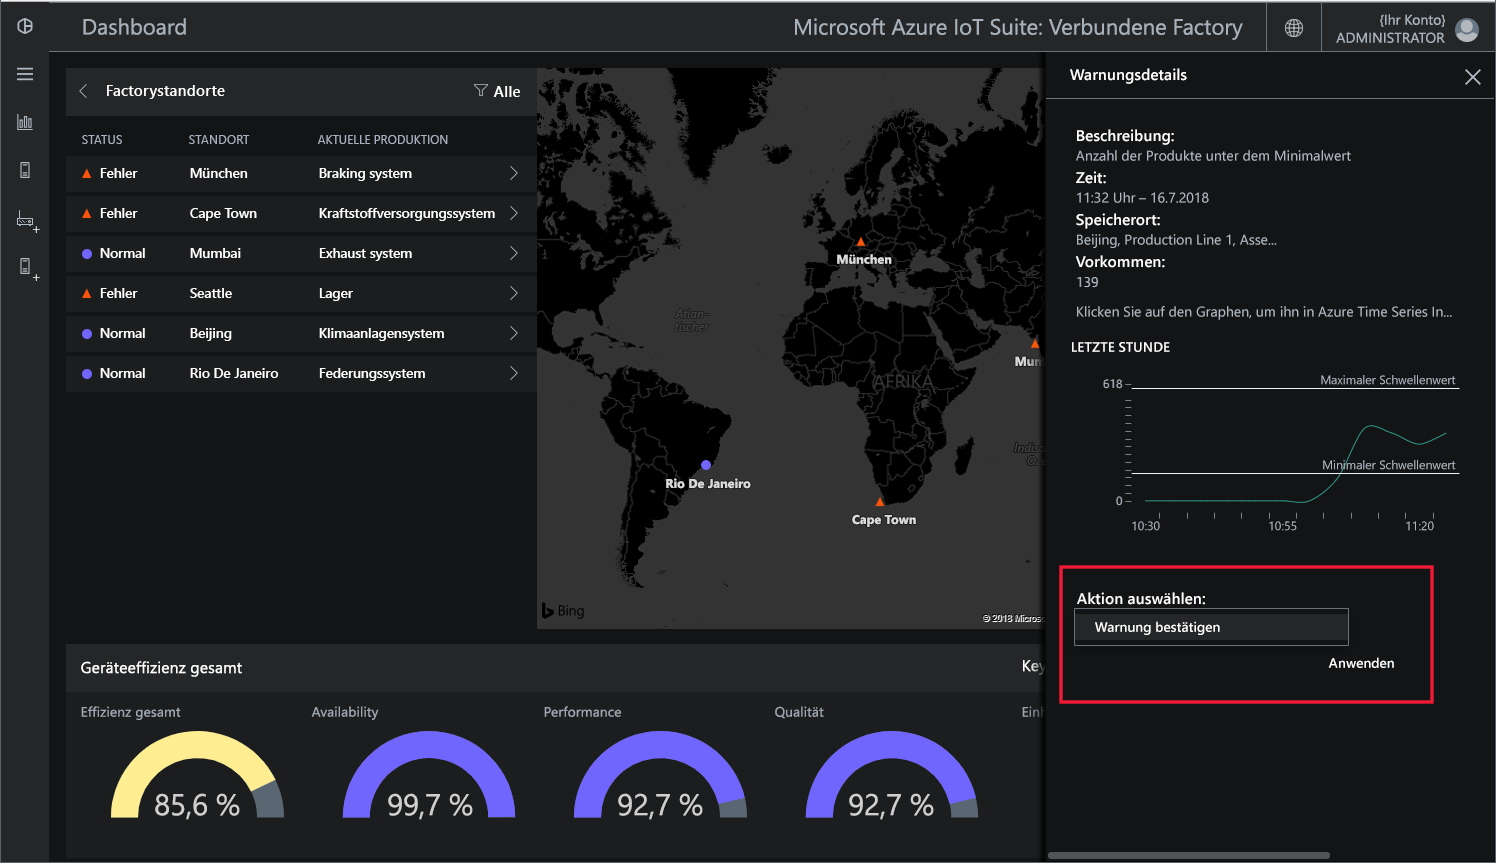 Dashboard
Microsoft Azure IoT Suite: Verbundene Factory
{Ihr Konto}
ADMINISTRATOR
Factorystandorte
Alle
STATUS STANDORT AKTUELLE PRODUKTION
Fehler München Braking system
Fehler Cape Town Kraftstoffversorgungssystem
Normal Mumbai Exhaust system
Fehler Seattle Lager
Normal Beijing Klimaanlagensystem
Normal Rio De Janeiro Federungssystem
München
Atlan-
tischer
Mum
AFRIKA
Indisc
Oz
Rio De Janeiro
Cape Town
Bing
© 2018 Micros
Warnungsdetails
Beschreibung:
Anzahl der Produkte unter dem Minimalwert
Zeit:
11:32 Uhr – 16.7.2018
Speicherort:
Beijing, Production Line 1, Asse...
Vorkommen:
139
Klicken Sie auf den Graphen, um ihn in Azure Time Series In...
LETZTE STUNDE
618
Maximaler Schwellenwert
Minimaler Schwellenwert
0
10:30 10:55 11:20
Aktion auswählen:
Warnung bestätigen
Anwenden
Geräteeffizienz gesamt
Key
Effizienz gesamt Availability Performance Qualität Einh
85,6 % 99,7 % 92,7 % 92,7 %